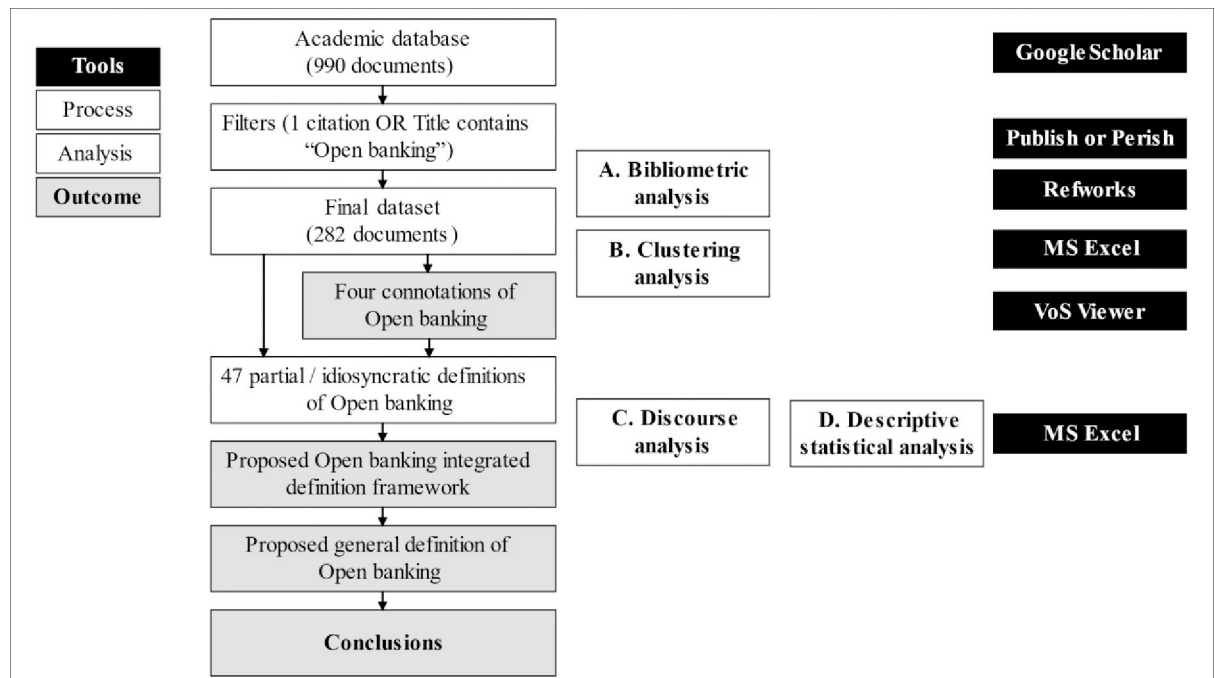 Tools
Process
Analysis
Outcome
Academic database
(990 documents)
Filters (1 citation OR Title contains
“Open banking”)
Final dataset
(282 documents )
Four connotations of
Open banking
47 partial / idiosyncratic definitions
of Open banking
Proposed Open banking integrated
definition framework
Proposed general definition of
Open banking
Conclusions
A. Bibliometric
analysis
B. Clustering
analysis
C. Discourse
analysis
D. Descriptive
statistical analysis
Google Scholar
Publish or Perish
Refworks
MS Excel
VoS Viewer
MS Excel